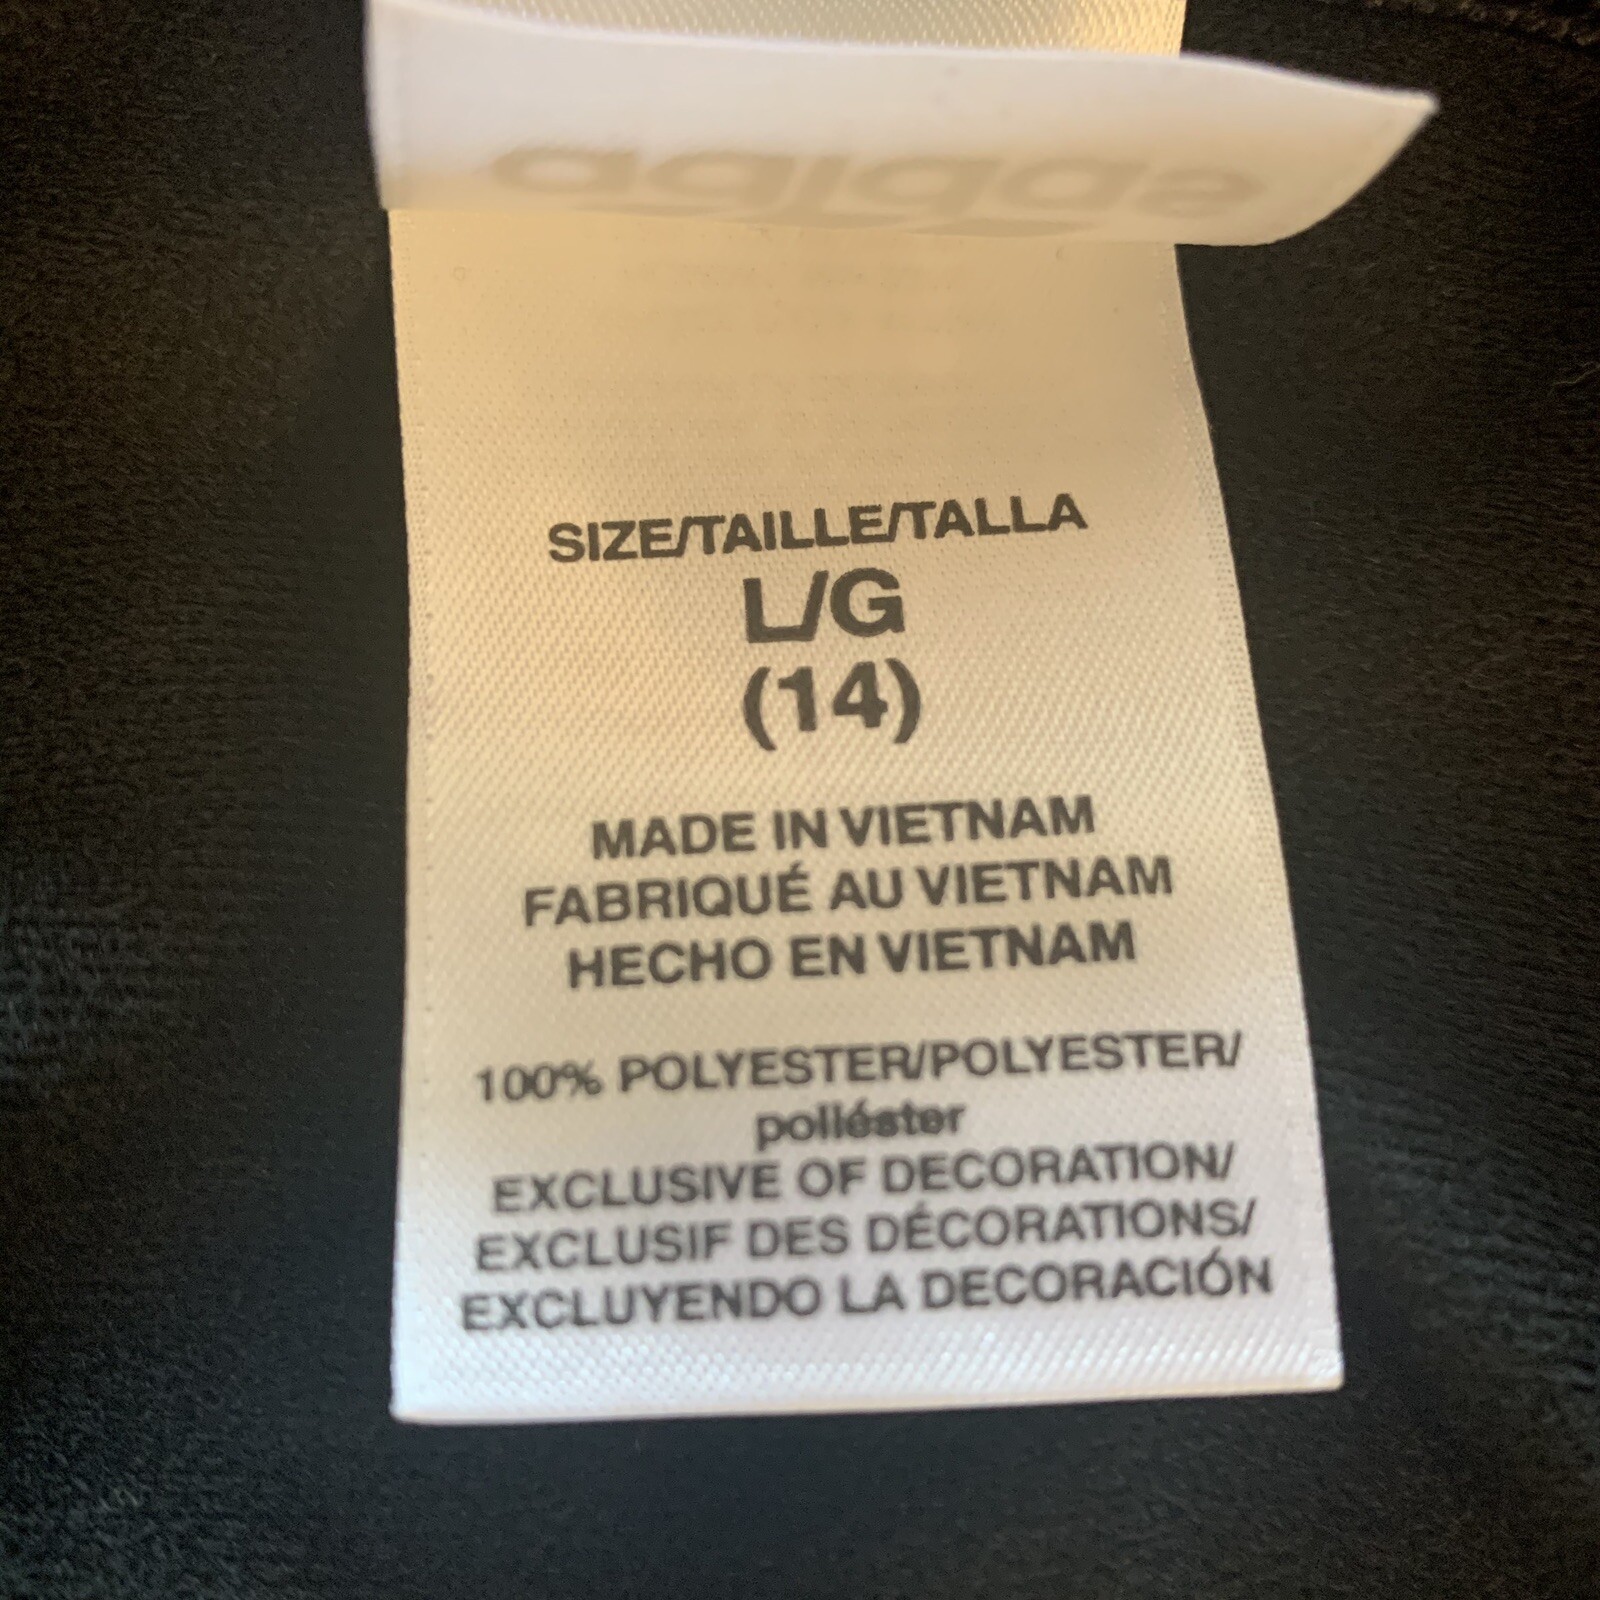 adidas
SIZE/TAILLE/TALLA
L/G
(14)
MADE IN VIETNAM
FABRIQUÉ AU VIETNAM
HECHO EN VIETNAM
100% POLYESTER/POLYESTER/
poliéster
EXCLUSIVE OF DECORATION/
EXCLUSIF DES DÉCORATIONS/
EXCLUYENDO LA DECORACIÓN